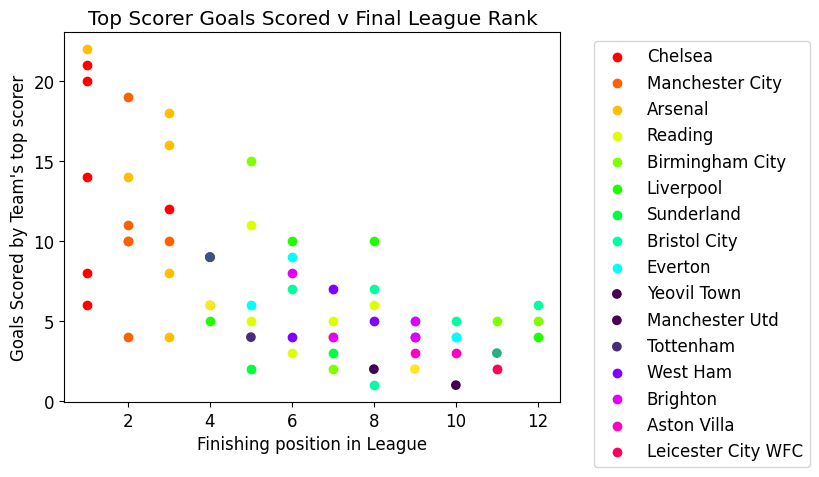 Top Scorer Goals Scored v Final League Rank
Goals Scored by Team's top scorer
20
15
10
5
0
2
4
6
8
10
12
Finishing position in League
Chelsea
Manchester City
Arsenal
Reading
Birmingham City
Liverpool
Sunderland
Bristol City
Everton
Yeovil Town
Manchester Utd
Tottenham
West Ham
Brighton
Aston Villa
Leicester City WFC